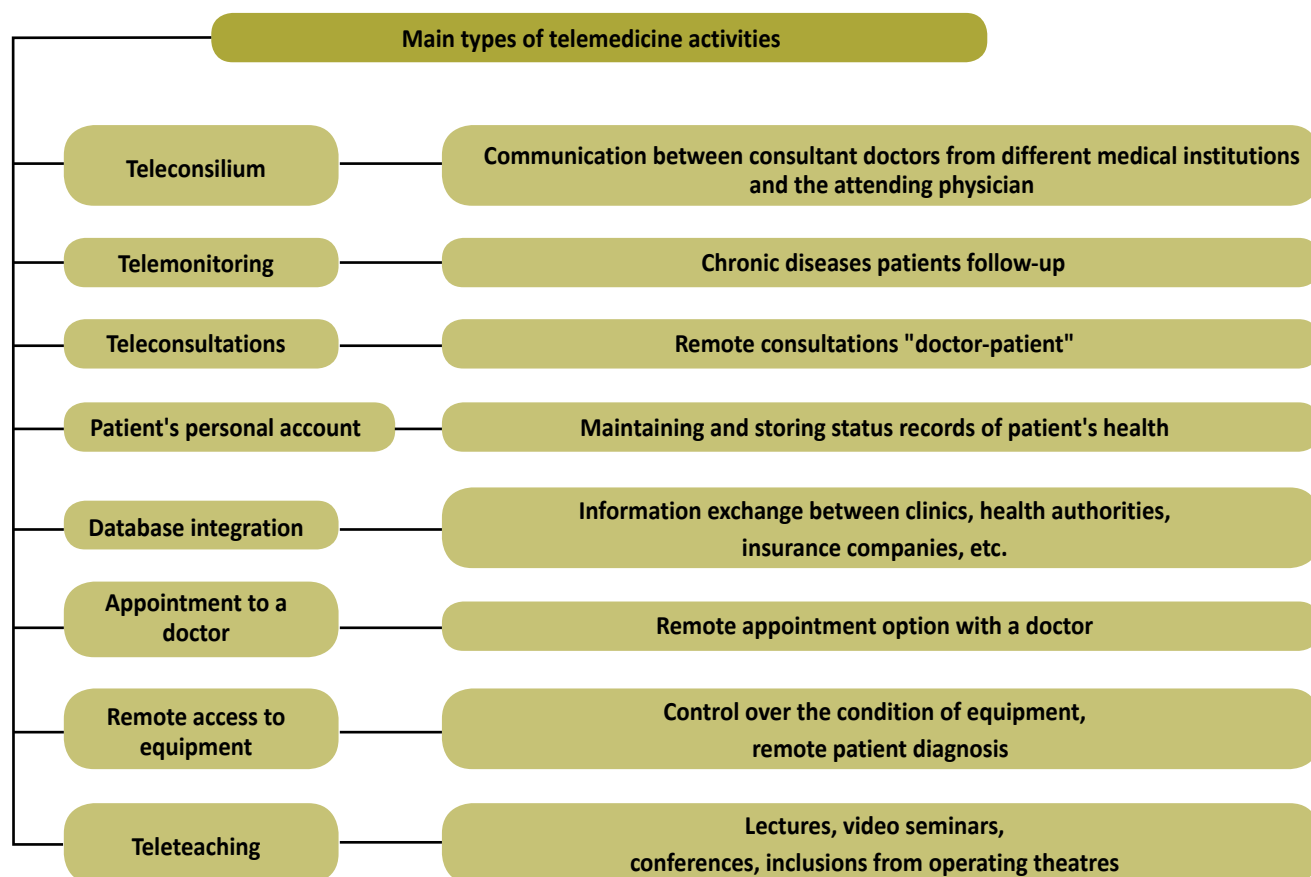 Main types of telemedicine activities
Teleconsilium
Communication between consultant doctors from different medical institutions
and the attending physician
Telemonitoring
Chronic diseases patients follow-up
Teleconsultations
Remote consultations "doctor-patient"
Patient's personal account
Maintaining and storing status records of patient's health
Database integration
Information exchange between clinics, health authorities,
insurance companies, etc.
Appointment to a
doctor
Remote appointment option with a doctor
Remote access to
equipment
Control over the condition of equipment,
remote patient diagnosis
Teleteaching
Lectures, video seminars,
conferences, inclusions from operating theatres